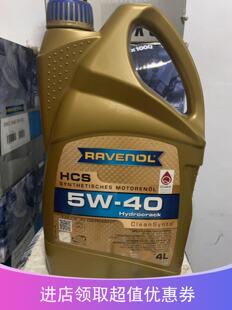 RAVENOL
HCS
SYNTHETISCHES MOTORENÖL
5W-40
Hydrocrack
CleanSynto
4L
进店领取超值优惠券